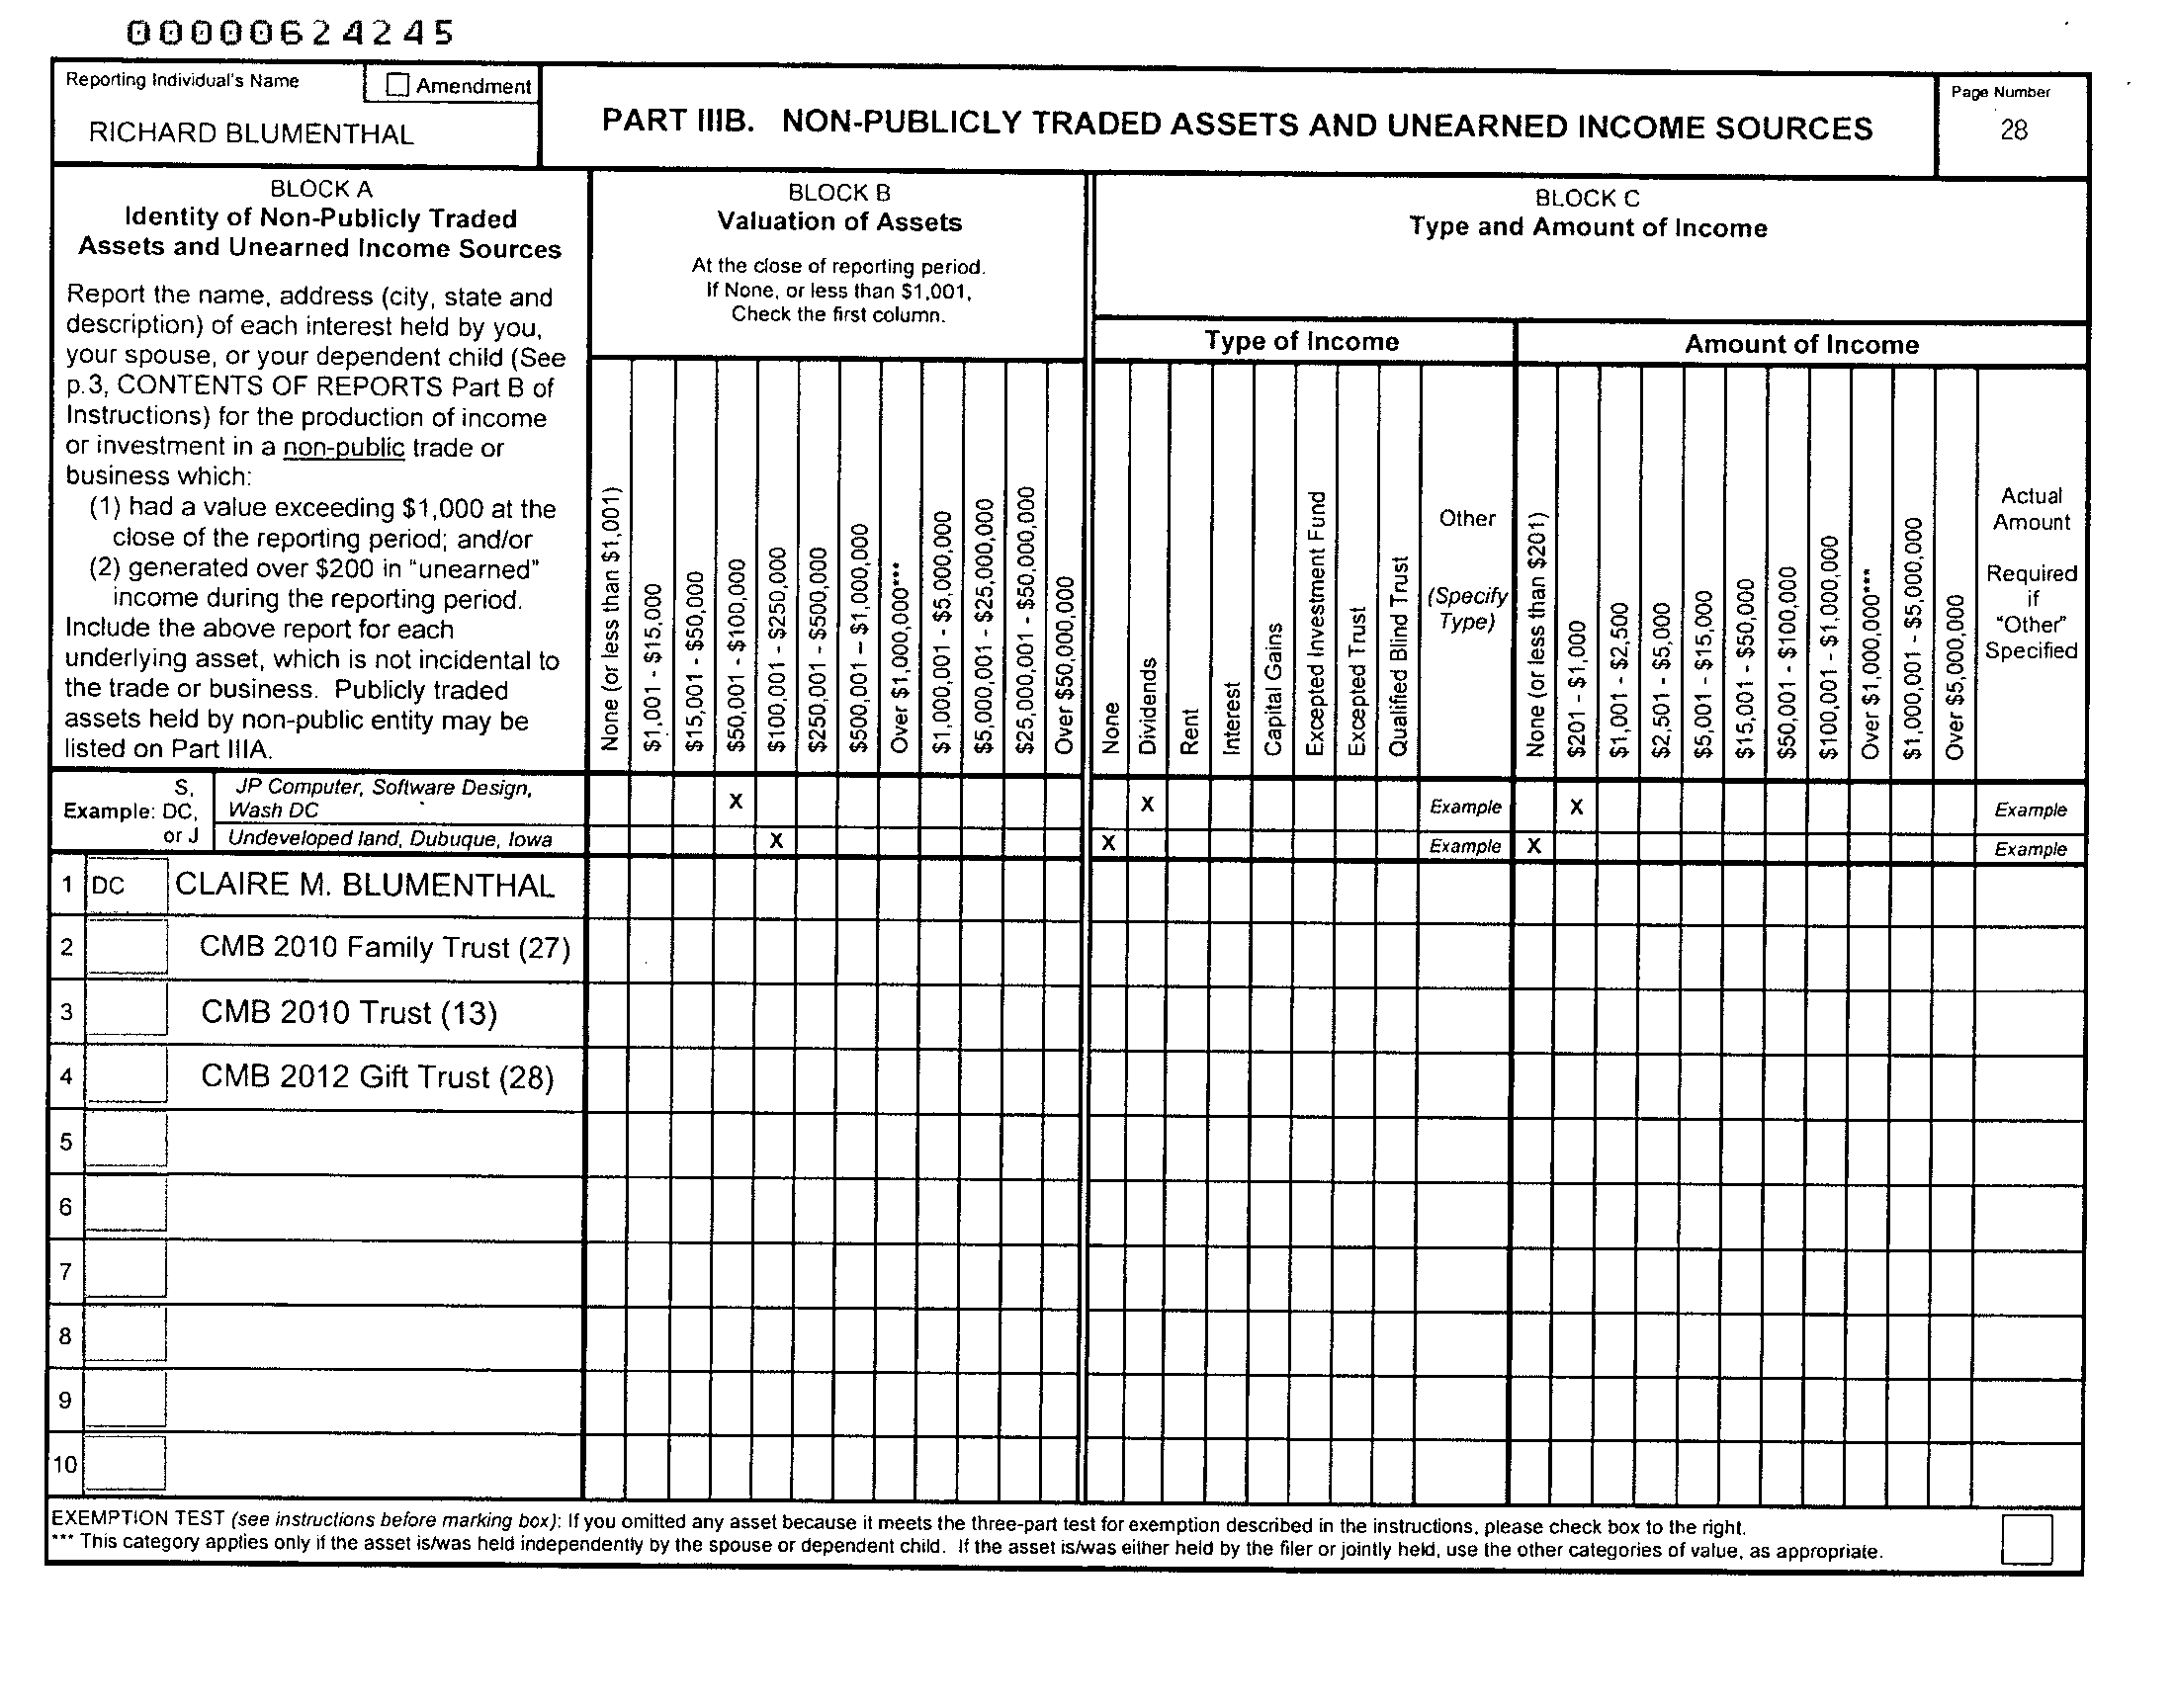 00000624245
Reporting Individual's Name
Amendment
RICHARD BLUMENTHAL
PART IIIB. NON-PUBLICLY TRADED ASSETS AND UNEARNED INCOME SOURCES
Page Number
28
BLOCK A
Identity of Non-Publicly Traded
Assets and Unearned Income Sources
Report the name, address (city, state and
description) of each interest held by you,
your spouse, or your dependent child (See
p.3, CONTENTS OF REPORTS Part B of
Instructions) for the production of income
or investment in a non-public trade or
business which:
(1) had a value exceeding $1,000 at the
close of the reporting period; and/or
(2) generated over $200 in "unearned"
income during the reporting period.
Include the above report for each
underlying asset, which is not incidental to
the trade or business. Publicly traded
assets held by non-public entity may be
listed on Part IIIA.
BLOCK B
Valuation of Assets
At the close of reporting period.
If None, or less than $1,001,
Check the first column.
None (or less than $1,001)
$1,001 - $15,000
$15,001 - $50,000
$50,001 - $100,000
$100,001 - $250,000
$250,001 - $500,000
$500,001 – $1,000,000
Over $1,000,000***
$1,000,001 - $5,000,000
$5,000,001 - $25,000,000
$25,000,001 - $50,000,000
Over $50,000,000
BLOCK C
Type and Amount of Income
Type of Income
None
Dividends
Rent
Interest
Capital Gains
Excepted Investment Fund
Excepted Trust
Qualified Blind Trust
Other
(Specify
Type)
Amount of Income
None (or less than $201)
$201 - $1,000
$1,001 - $2,500
$2,501 - $5,000
$5,001 - $15,000
$15,001 - $50,000
$50,001 - $100,000
$100,001 - $1,000,000
Over $1,000,000***
$1,000,001 - $5,000,000
Over $5,000,000
Actual
Amount
Required
if
"Other"
Specified
Example:
S,
DC,
or J
JP Computer, Software Design,
Wash DC
X X Example X Example
Undeveloped land, Dubuque, Iowa X X Example X Example
1 DC CLAIRE M. BLUMENTHAL
2 CMB 2010 Family Trust (27)
3 CMB 2010 Trust (13)
4 CMB 2012 Gift Trust (28)
5
6
7
8
9
10
EXEMPTION TEST (see instructions before marking box): If you omitted any asset because it meets the three-part test for exemption described in the instructions, please check box to the right.
*** This category applies only if the asset is/was held independently by the spouse or dependent child. If the asset is/was either held by the filer or jointly held, use the other categories of value, as appropriate.